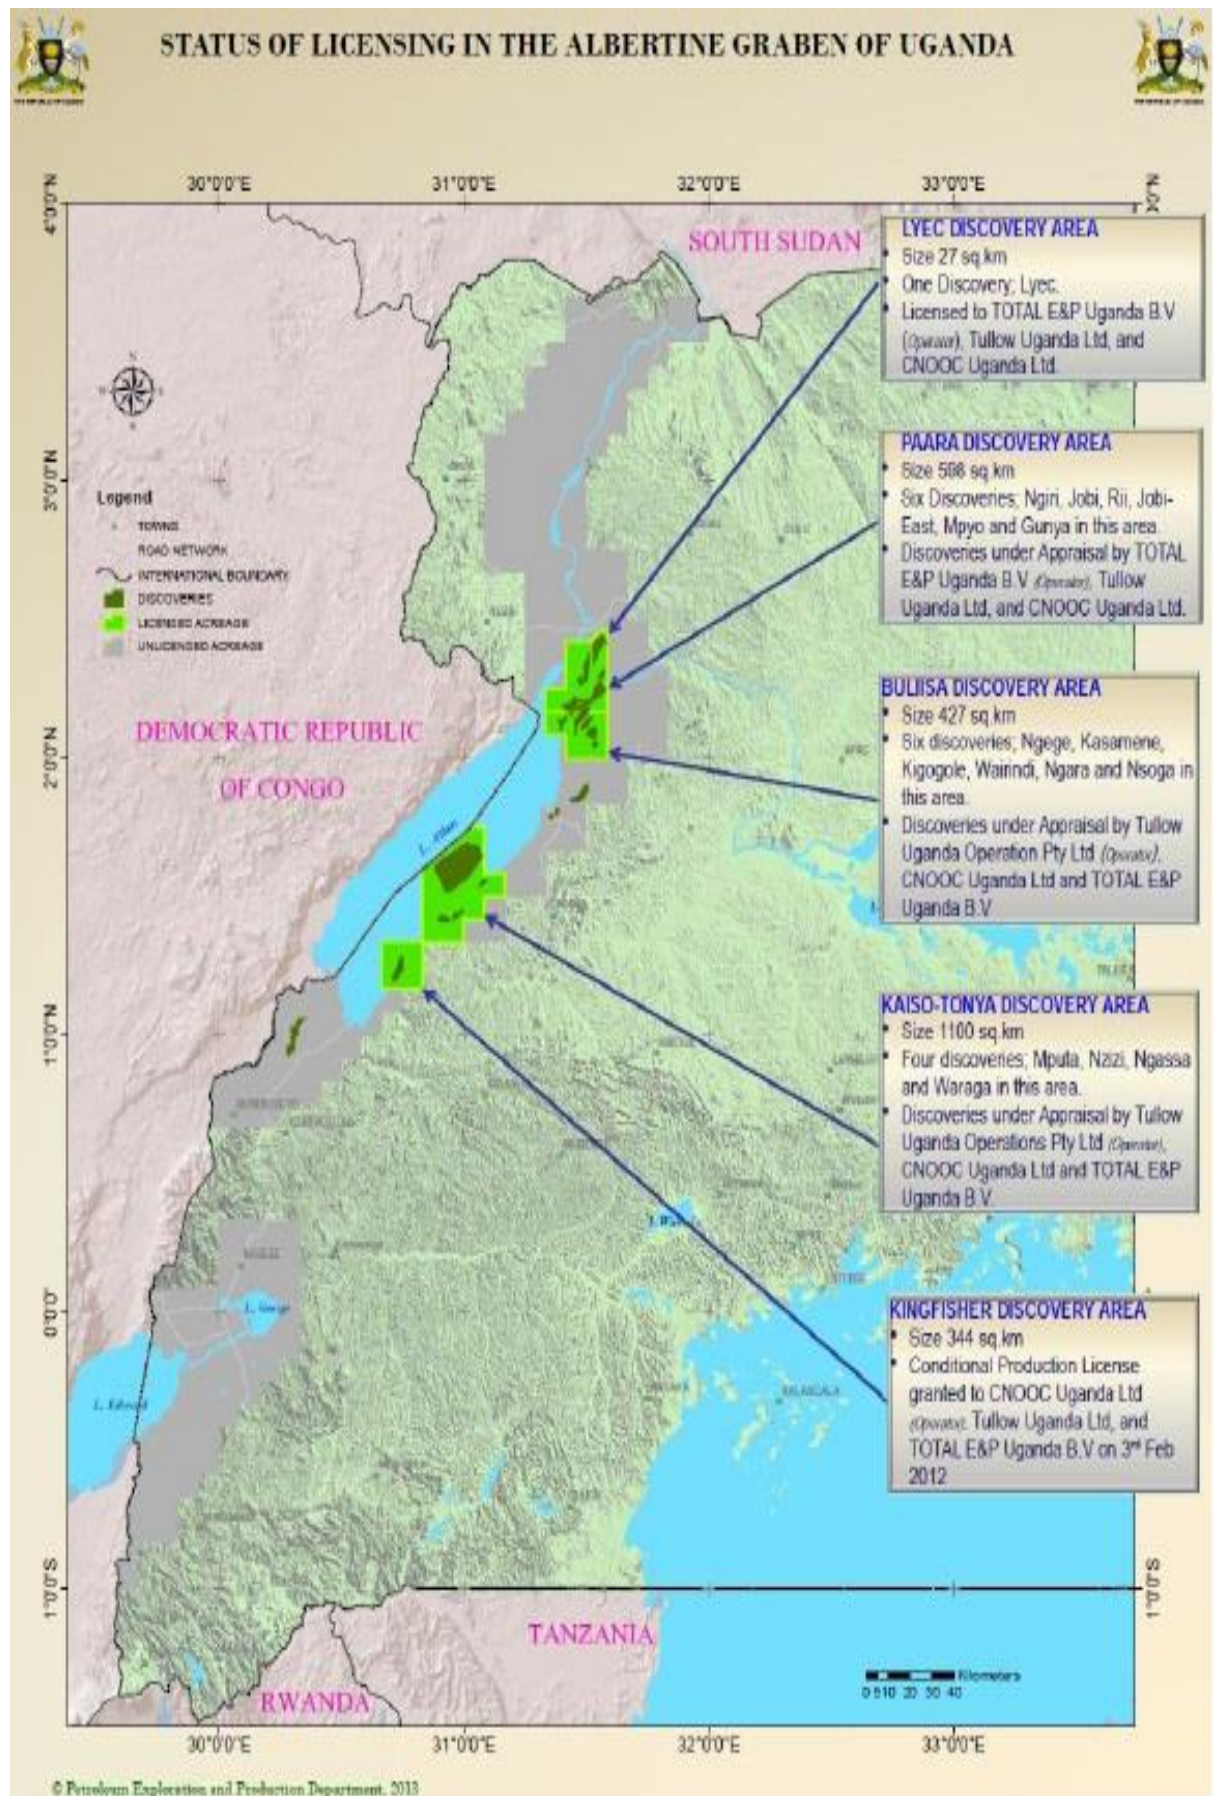 STATUS OF LICENSING IN THE ALBERTINE GRABEN OF UGANDA
30°0'0"E 31°0'0"E 32°0'0"E 33°0'0"E
4°0'0"N
SOUTH SUDAN
LYEC DISCOVERY AREA
• Size 27 sq.km
• One Discovery; Lyec.
• Licensed to TOTAL E&P Uganda B.V
(Operator), Tullow Uganda Ltd, and
CNOOC Uganda Ltd.
PAARA DISCOVERY AREA
• Size 598 sq.km
• Six Discoveries; Ngiri, Jobi, Rii, Jobi-
East, Mpyo and Gunya in this area.
• Discoveries under Appraisal by TOTAL
E&P Uganda B.V (Operator), Tullow
Uganda Ltd, and CNOOC Uganda Ltd.
3°0'0"N
N
Legend
TOWNS
ROAD NETWORK
INTERNATIONAL BOUNDARY
DISCOVERIES
LICENSED ACREAGE
UNLICENSED ACREAGE
BULIISA DISCOVERY AREA
• Size 427 sq.km
• Six discoveries; Ngege, Kasamene,
Kigogole, Wairindi, Ngara and Nsoga in
this area.
• Discoveries under Appraisal by Tullow
Uganda Operation Pty Ltd (Operator),
CNOOC Uganda Ltd and TOTAL E&P
Uganda B.V
DEMOCRATIC REPUBLIC
OF CONGO
2°0'0"N
L. Albert
KAISO-TONYA DISCOVERY AREA
• Size 1100 sq.km
• Four discoveries; Mputa, Nzizi, Ngassa
and Waraga in this area.
• Discoveries under Appraisal by Tullow
Uganda Operations Pty Ltd (Operator),
CNOOC Uganda Ltd and TOTAL E&P
Uganda B.V.
1°0'0"N
L. George
0°0'0"
KINGFISHER DISCOVERY AREA
• Size 344 sq.km
• Conditional Production License
granted to CNOOC Uganda Ltd
(Operator), Tullow Uganda Ltd, and
TOTAL E&P Uganda B.V on 3rd Feb
2012
L. Edward
KALANGALA
1°0'0"S
1°0'0"S
TANZANIA
RWANDA
Kilometers
0 5 10 20 30 40
30°0'0"E 31°0'0"E 32°0'0"E 33°0'0"E
© Petroleum Exploration and Production Department, 2013